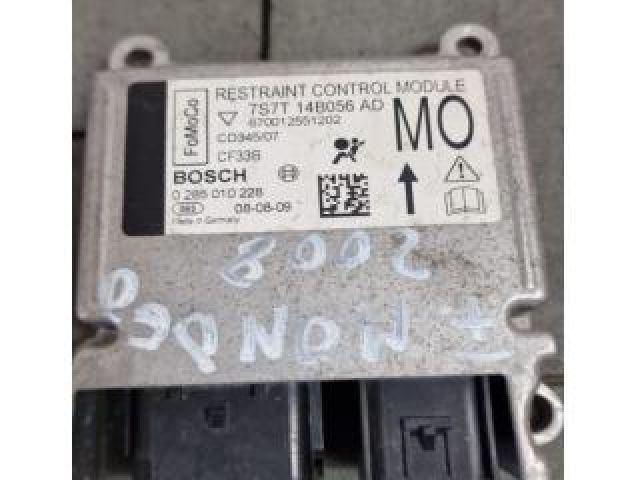 FoMoCo
RESTRAINT CONTROL MODULE
7S7T 14B056 AD
670012551202
CD345/07
CF33B
MO
BOSCH
0 285 010 228
08-08-09
Made in Germany
2008
F. MONDEO